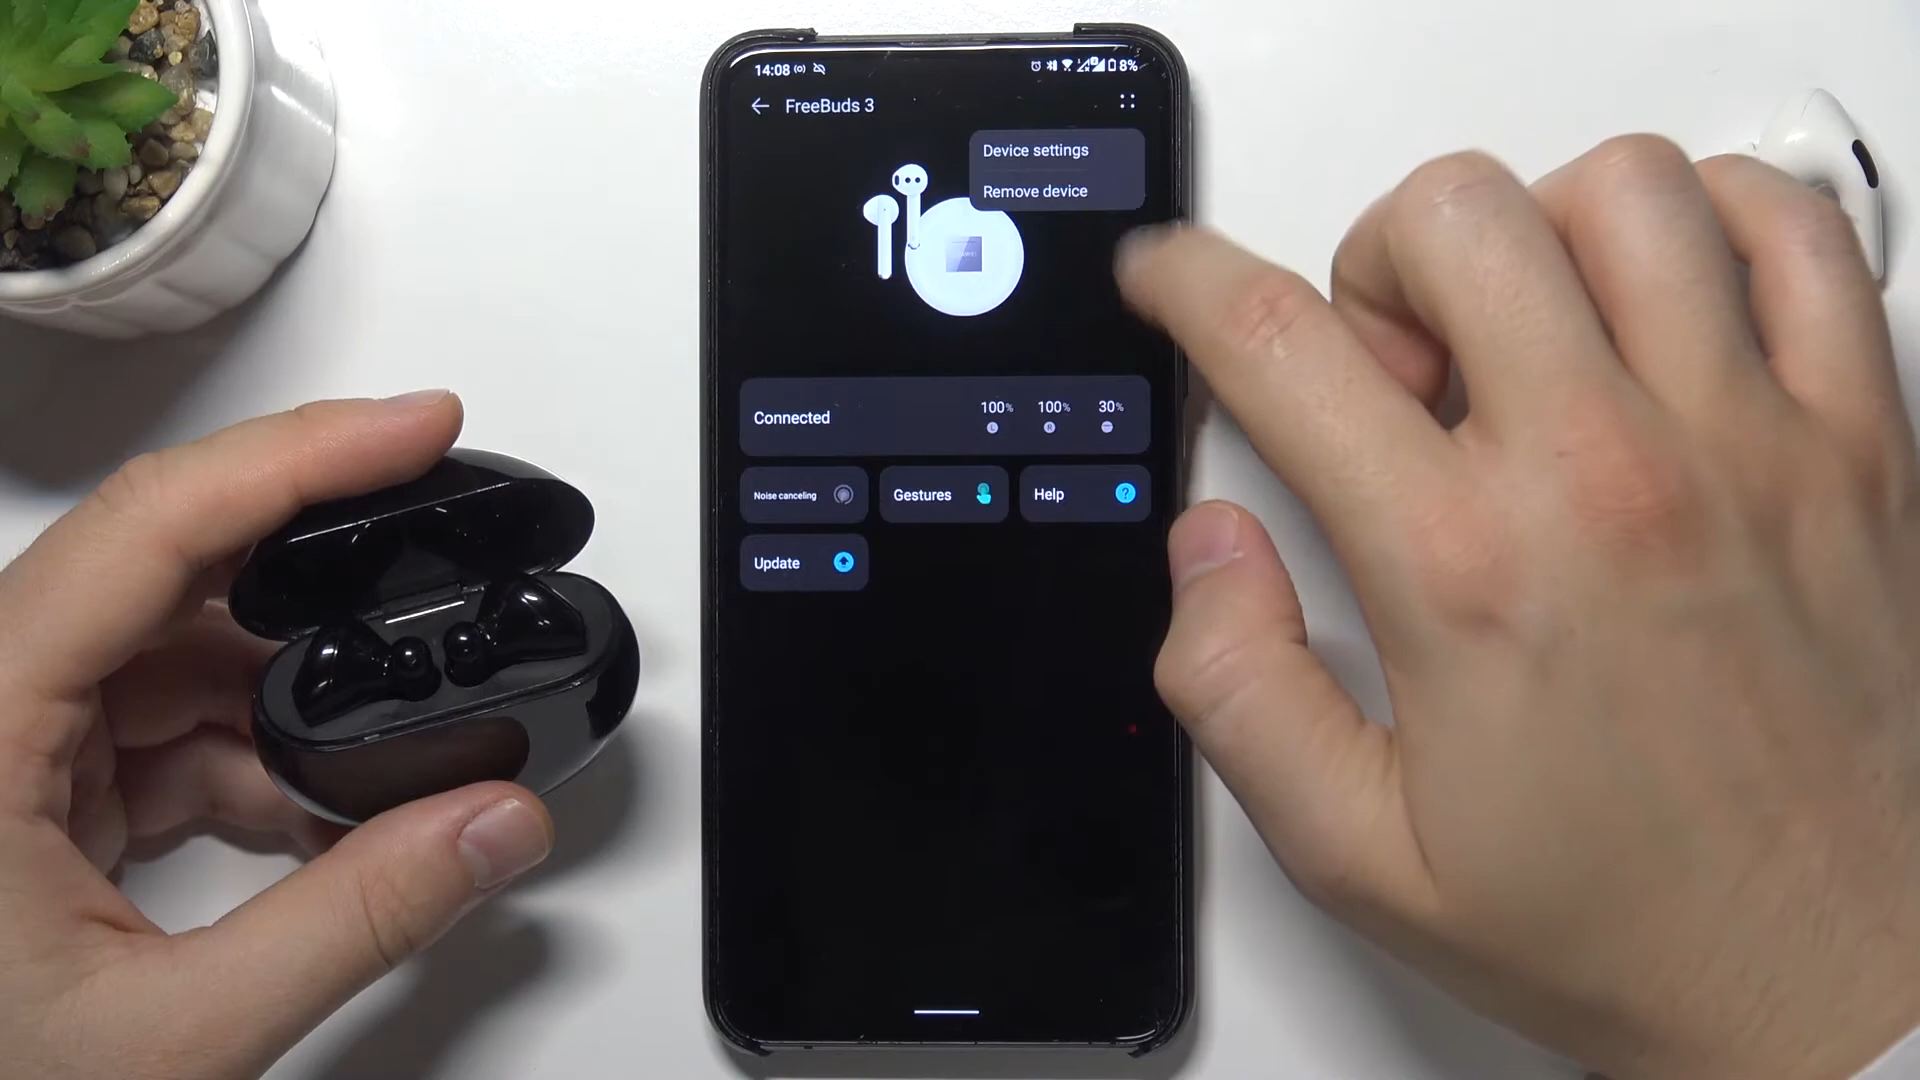 14:08 8%
FreeBuds 3
Device settings
Remove device
Connected 100% 100% 30%
L R
Noise canceling Gestures Help ?
Update